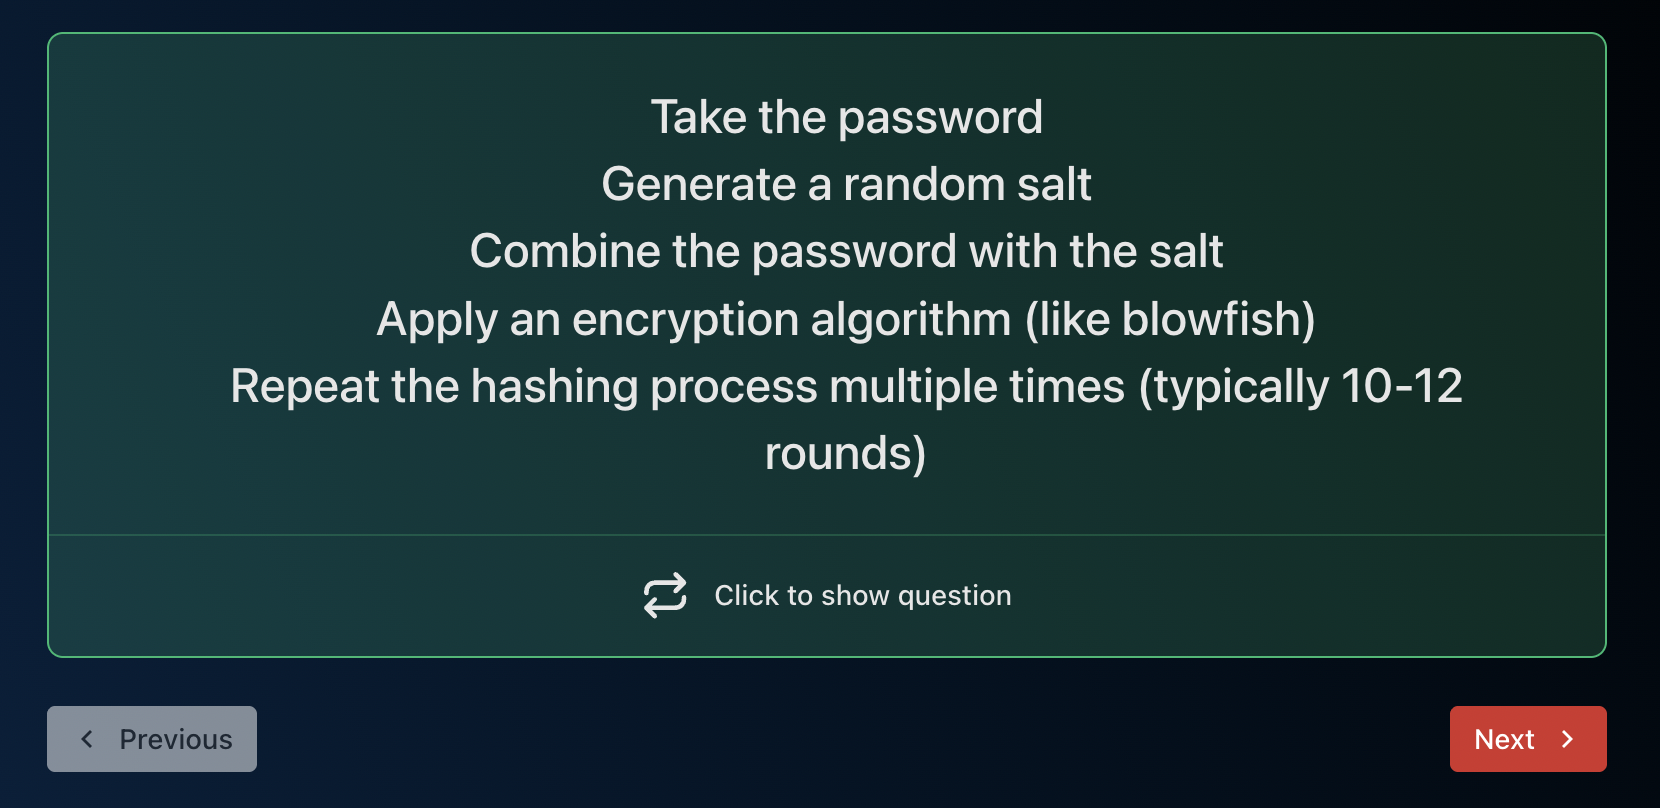 Take the password
Generate a random salt
Combine the password with the salt
Apply an encryption algorithm (like blowfish)
Repeat the hashing process multiple times (typically 10-12
rounds)
Click to show question
Previous
Next